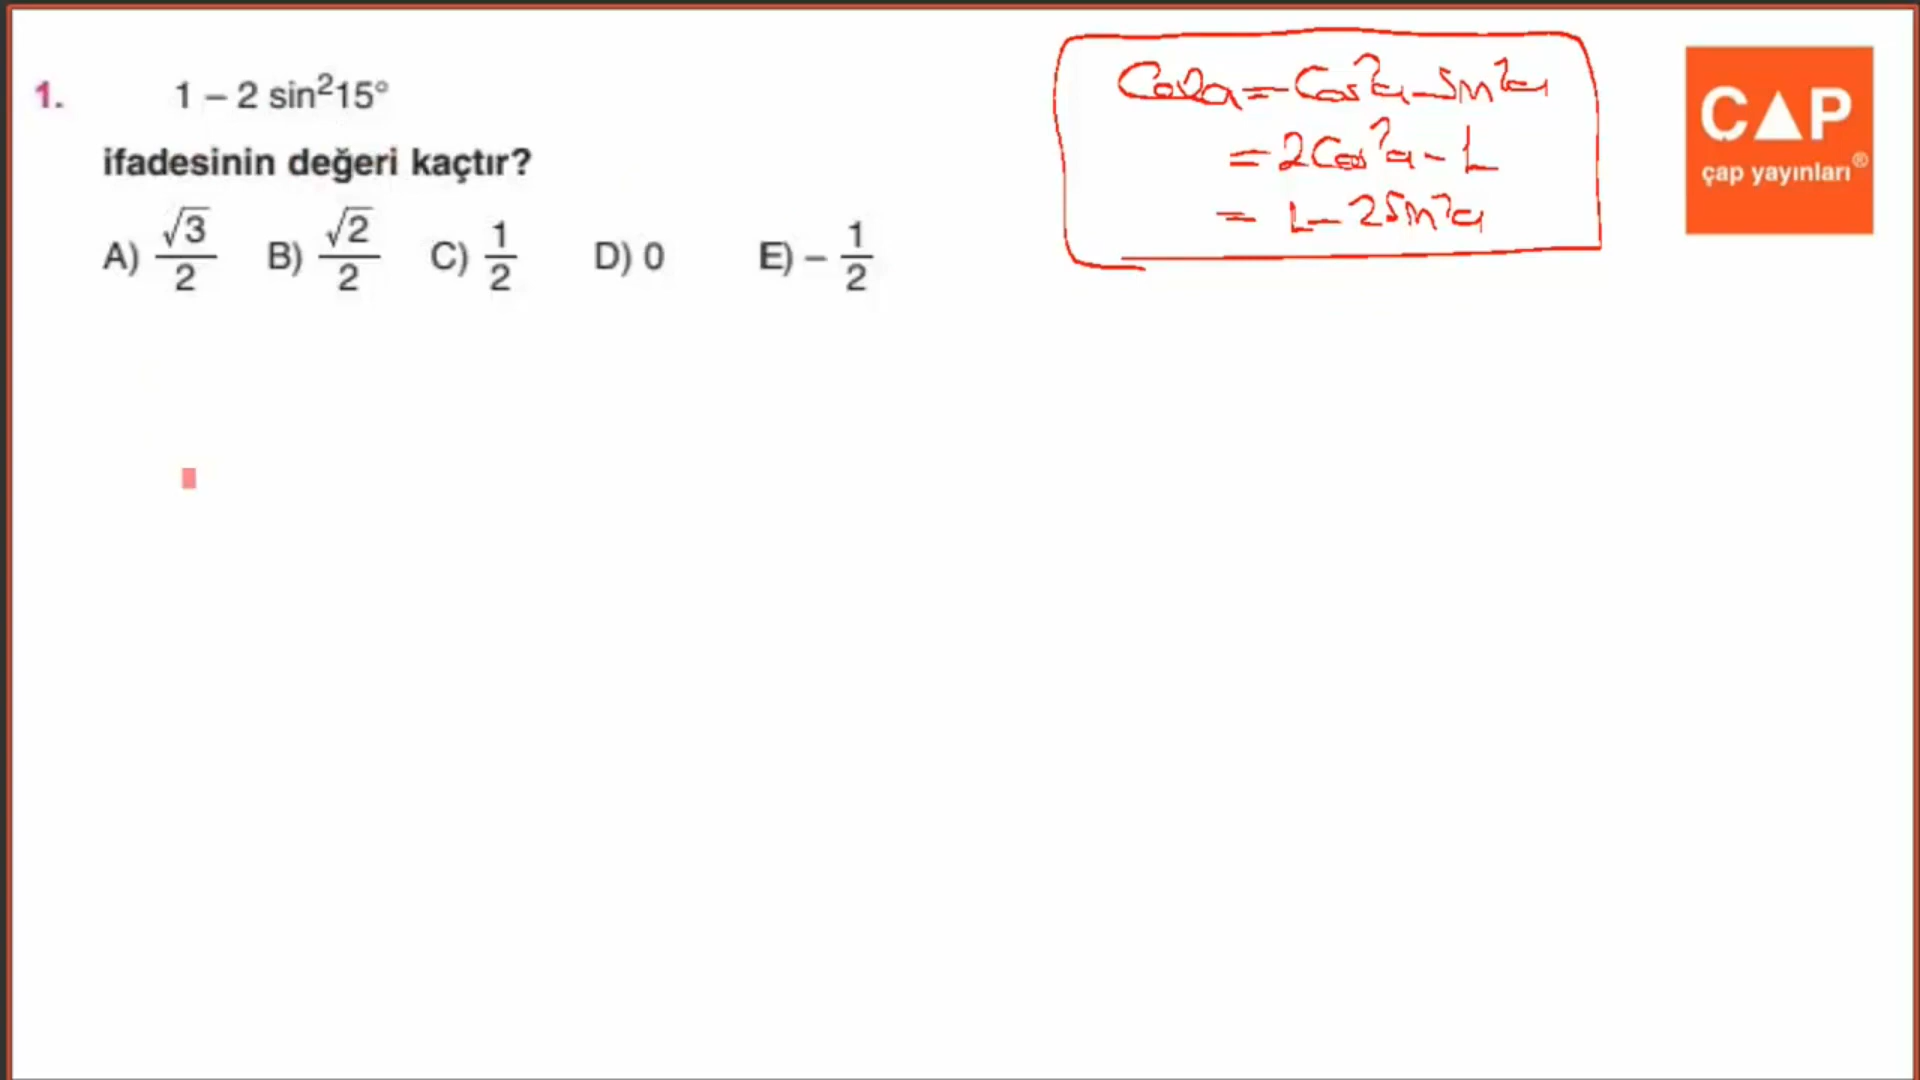 1. 1 – 2 sin²15°
ifadesinin değeri kaçtır?
A) √3/2 B) √2/2 C) 1/2 D) 0 E) – 1/2
Cos2a = Cos²a - Sin²a
= 2Cos²a - 1
= 1 - 2Sin²a
ÇAP
çap yayınları®